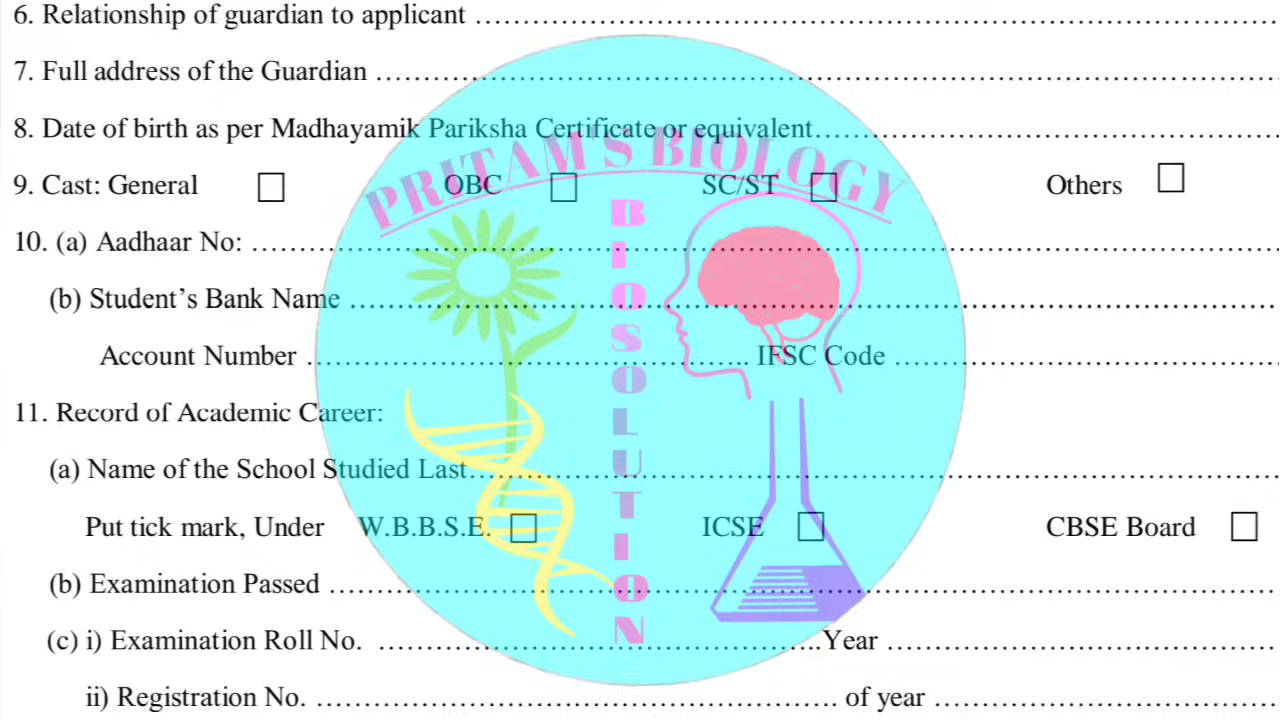 6. Relationship of guardian to applicant ........................................................................
7. Full address of the Guardian ........................................................................
8. Date of birth as per Madhayamik Pariksha Certificate or equivalent............................................
9. Cast: General ☐ OBC ☐ SC/ST ☐ Others ☐
10. (a) Aadhaar No: ........................................................................
(b) Student's Bank Name ........................................................................
Account Number ................................................ IFSC Code ........................................
11. Record of Academic Career:
(a) Name of the School Studied Last........................................................................
Put tick mark, Under W.B.B.S.E. ☐ ICSE ☐ CBSE Board ☐
(b) Examination Passed ........................................................................
(c) i) Examination Roll No. ................................................Year ........................................
ii) Registration No. ................................................ of year ........................................
PRITAM'S BIOLOGY
BIOSOLUTION